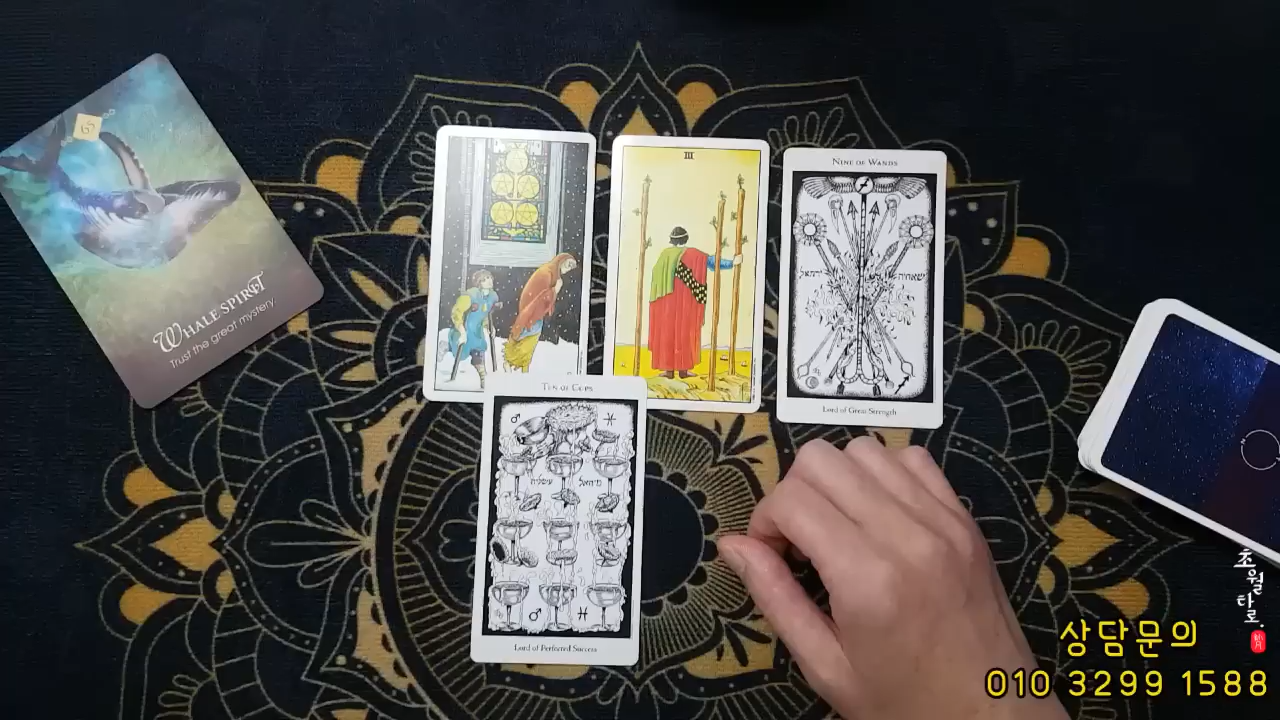 WHALE SPIRIT
Trust the great mystery.
III
NINE OF WANDS
Lord of Great Strength
TEN OF CUPS
Lord of Perfected Success
초월타로.
상담문의
010 3299 1588